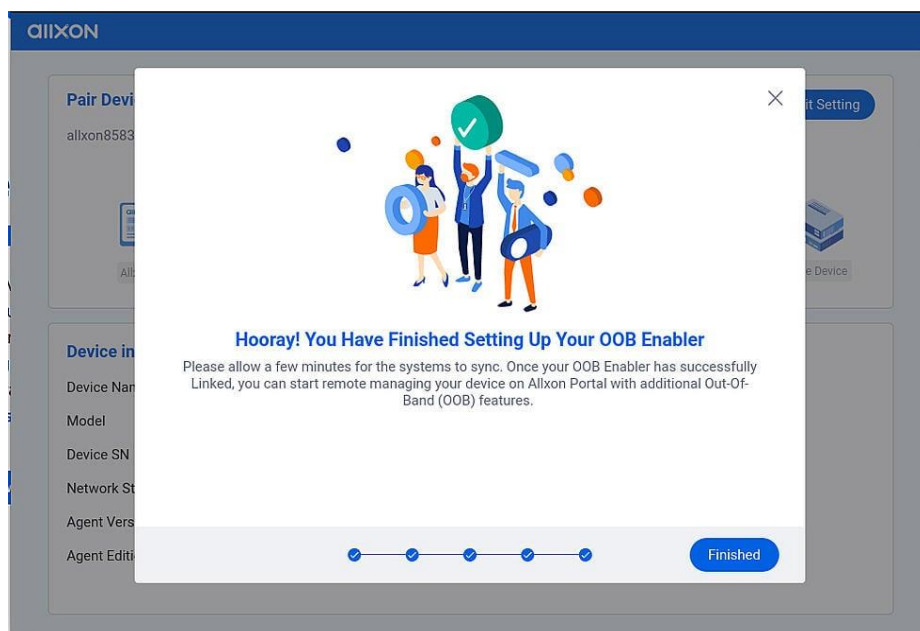 allxon
Pair Devi
it Setting
allxon8583
e Device
Hooray! You Have Finished Setting Up Your OOB Enabler
Please allow a few minutes for the systems to sync. Once your OOB Enabler has successfully
Linked, you can start remote managing your device on Allxon Portal with additional Out-Of-
Band (OOB) features.
Device in
Device Nan
Model
Device SN
Network St
Agent Vers
Agent Editi
Finished